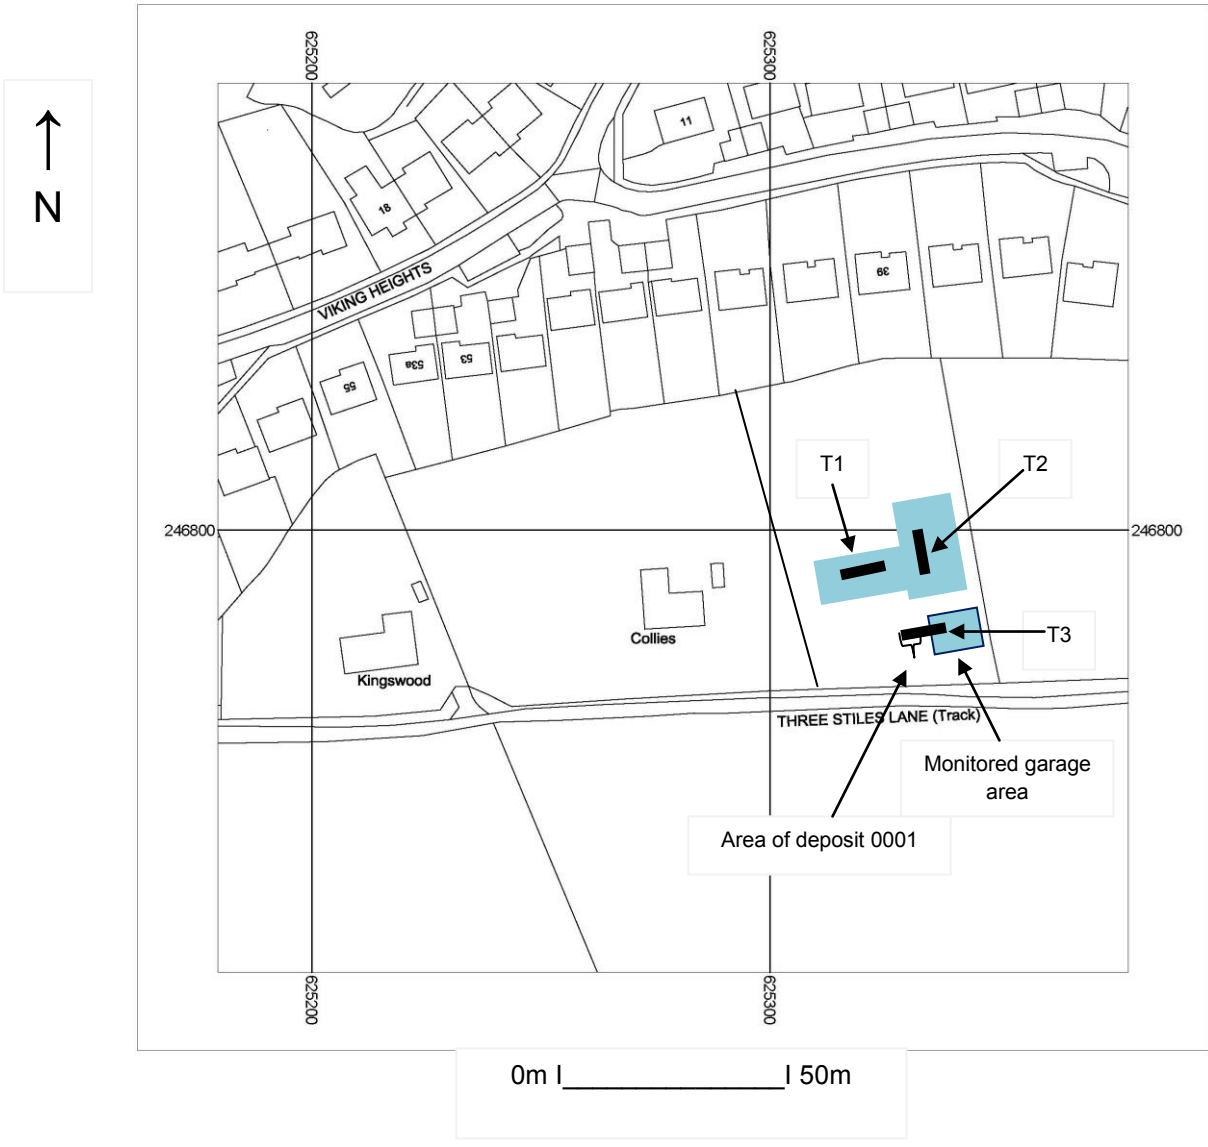 N
625200
625300
11
18
VIKING HEIGHTS
39
53a
53
55
T1
T2
246800
246800
Collies
Kingswood
T3
THREE STILES LANE (Track)
Monitored garage
area
Area of deposit 0001
625200
625300
0m I________________I 50m